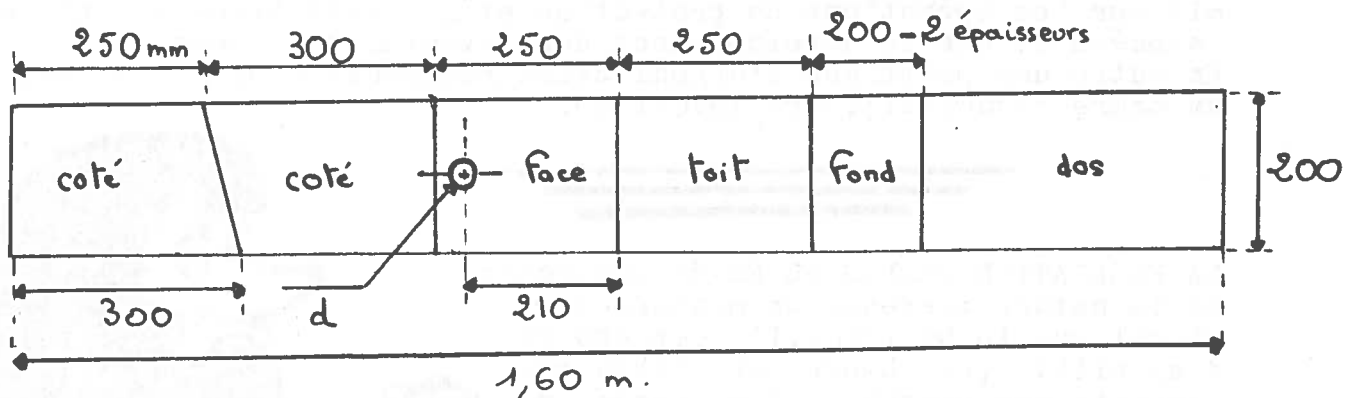 250 mm 300 250 250 200 - 2 épaisseurs
coté coté Face toit Fond dos 200
300 d 210
1,60 m.